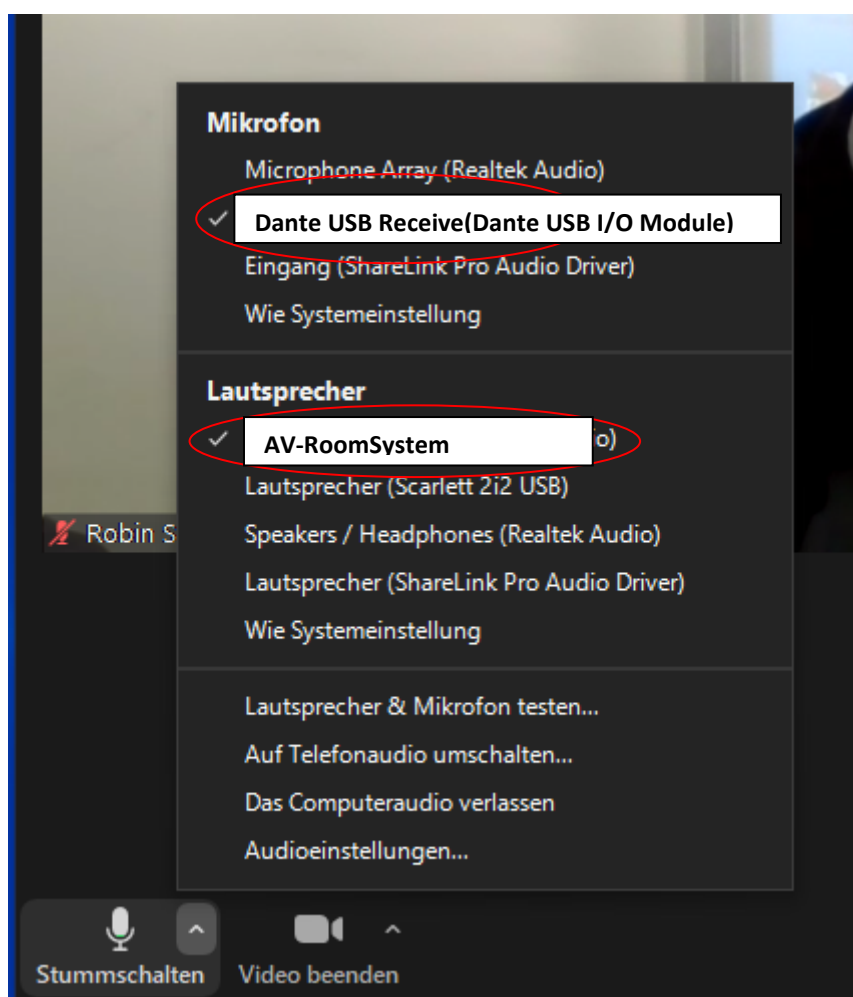 Mikrofon
Microphone Array (Realtek Audio)
Dante USB Receive(Dante USB I/O Module)
Eingang (ShareLink Pro Audio Driver)
Wie Systemeinstellung
Lautsprecher
AV-RoomSystem io)
Lautsprecher (Scarlett 2i2 USB)
Robin S
Speakers / Headphones (Realtek Audio)
Lautsprecher (ShareLink Pro Audio Driver)
Wie Systemeinstellung
Lautsprecher & Mikrofon testen...
Auf Telefonaudio umschalten...
Das Computeraudio verlassen
Audioeinstellungen...
Stummschalten
Video beenden